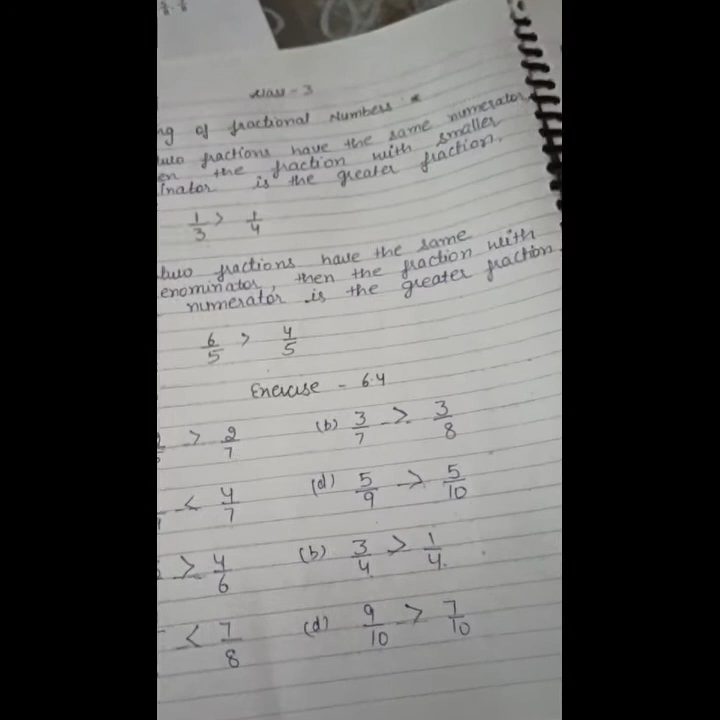 class - 3
ng of fractional Numbers *
two fractions have the same numerator
en the fraction with smaller
inator is the greater fraction.
1/3 > 1/4
two fractions have the same
enominator, then the fraction with
numerator is the greater fraction
6/5 > 4/5
Exercise - 6.4
> 2/7 (b) 3/7 > 3/8
< 4/7 (d) 5/9 > 5/10
> 4/6 (b) 3/4 > 1/4.
< 7/8 (d) 9/10 > 7/10